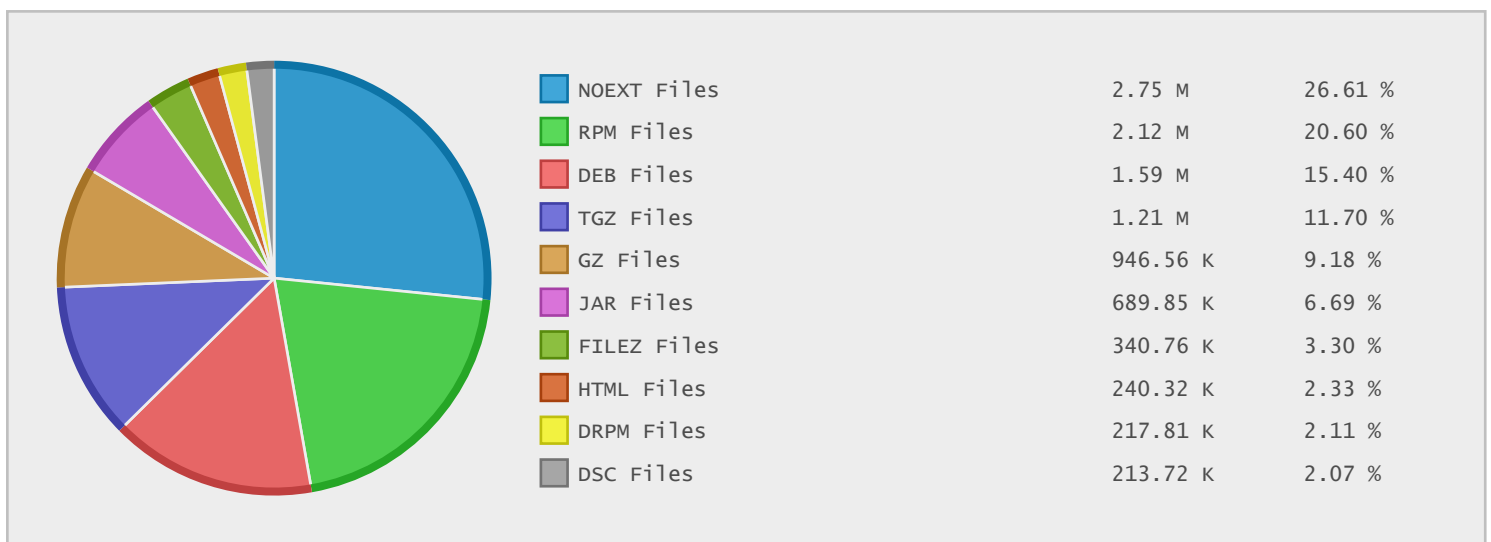 NOEXT Files 2.75 M 26.61 %
RPM Files 2.12 M 20.60 %
DEB Files 1.59 M 15.40 %
TGZ Files 1.21 M 11.70 %
GZ Files 946.56 K 9.18 %
JAR Files 689.85 K 6.69 %
FILEZ Files 340.76 K 3.30 %
HTML Files 240.32 K 2.33 %
DRPM Files 217.81 K 2.11 %
DSC Files 213.72 K 2.07 %